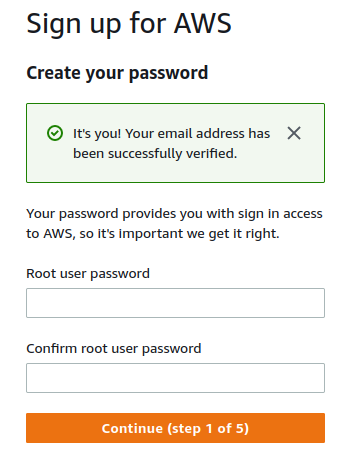 Sign up for AWS
Create your password
It's you! Your email address has
been successfully verified.
Your password provides you with sign in access
to AWS, so it's important we get it right.
Root user password
Confirm root user password
Continue (step 1 of 5)